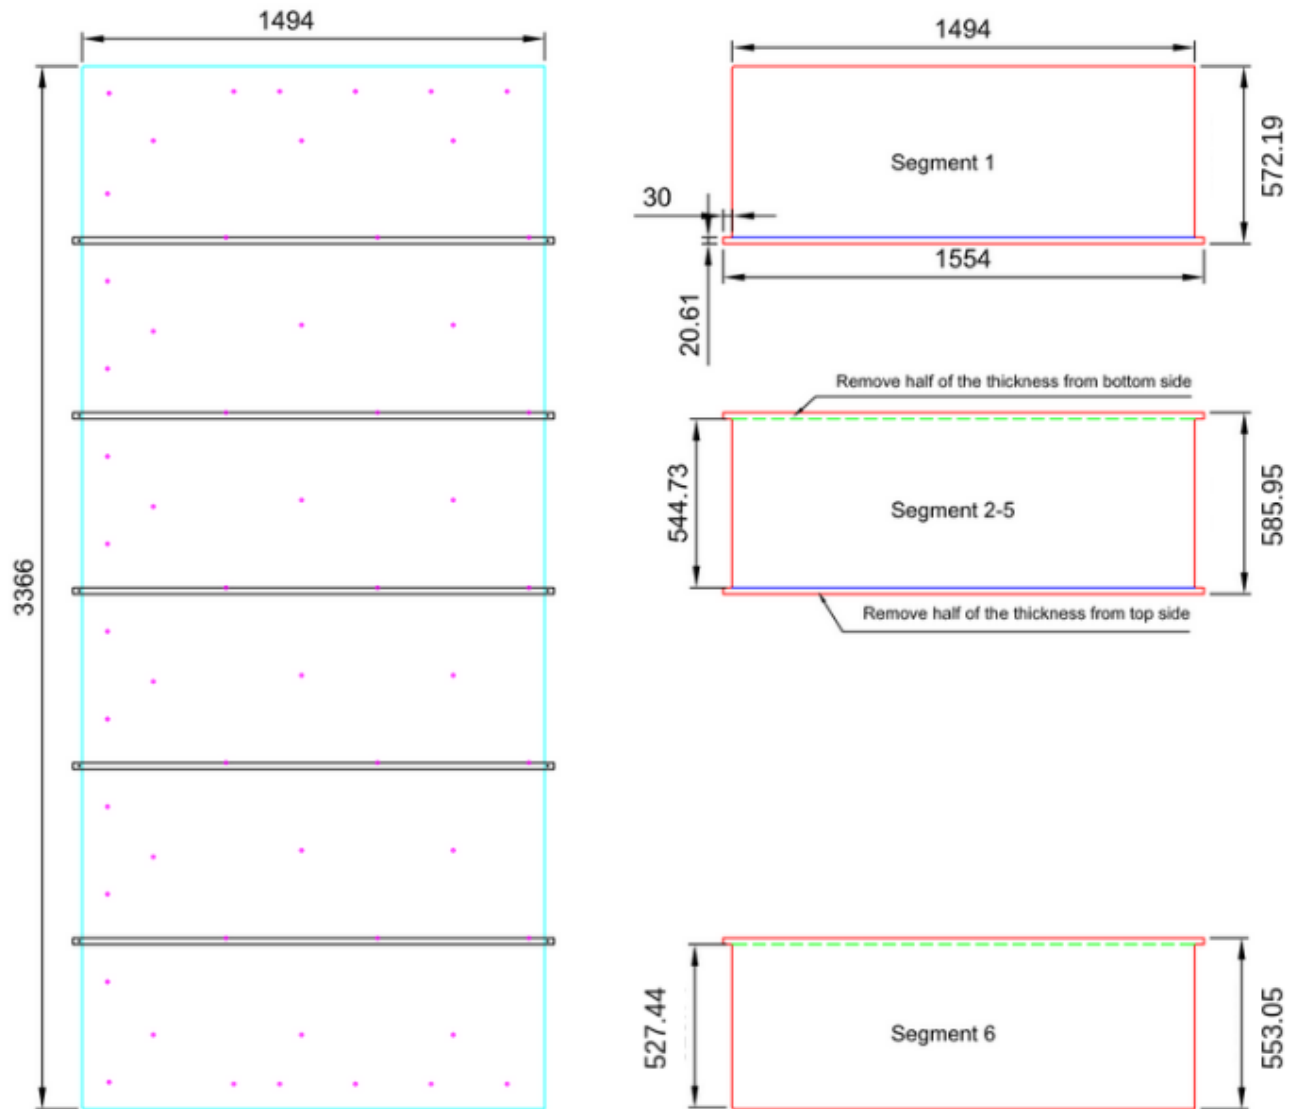 1494
3366
1494
572.19
Segment 1
30
1554
20.61
Remove half of the thickness from bottom side
544.73
Segment 2-5
585.95
Remove half of the thickness from top side
527.44
Segment 6
553.05